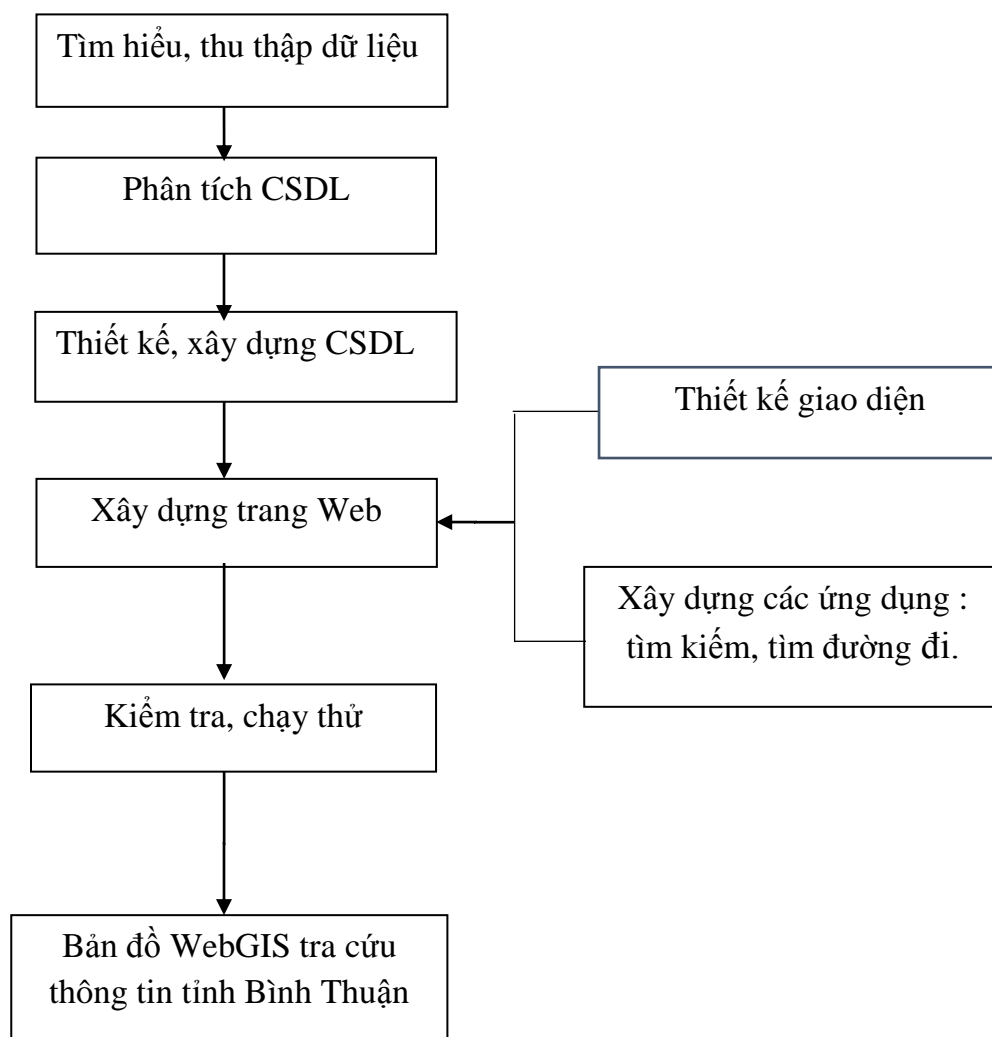 Tìm hiểu, thu thập dữ liệu
Phân tích CSDL
Thiết kế, xây dựng CSDL
Thiết kế giao diện
Xây dựng trang Web
Xây dựng các ứng dụng :
tìm kiếm, tìm đường đi.
Kiểm tra, chạy thử
Bản đồ WebGIS tra cứu
thông tin tỉnh Bình Thuận